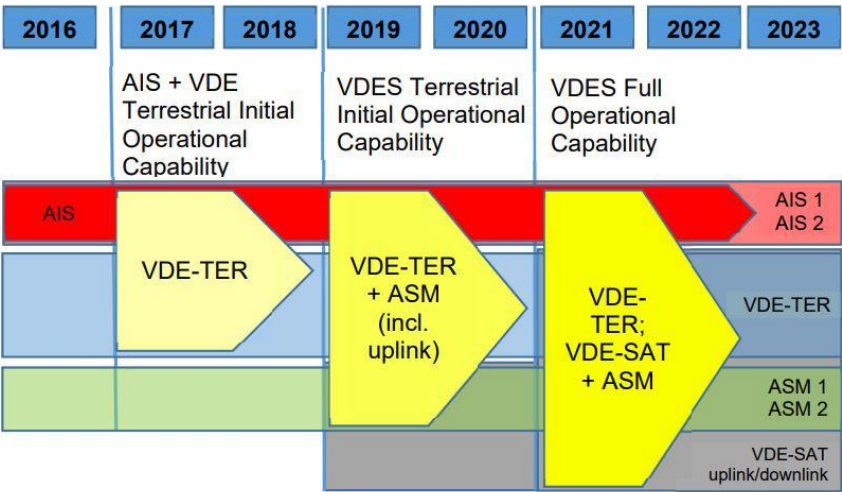 2016 2017 2018 2019 2020 2021 2022 2023
AIS + VDE
Terrestrial Initial
Operational
Capability
VDES Terrestrial
Initial Operational
Capability
VDES Full
Operational
Capability
AIS
AIS 1
AIS 2
VDE-TER
VDE-TER
+ ASM
(incl.
uplink)
VDE-
TER;
VDE-SAT
+ ASM
VDE-TER
ASM 1
ASM 2
VDE-SAT
uplink/downlink